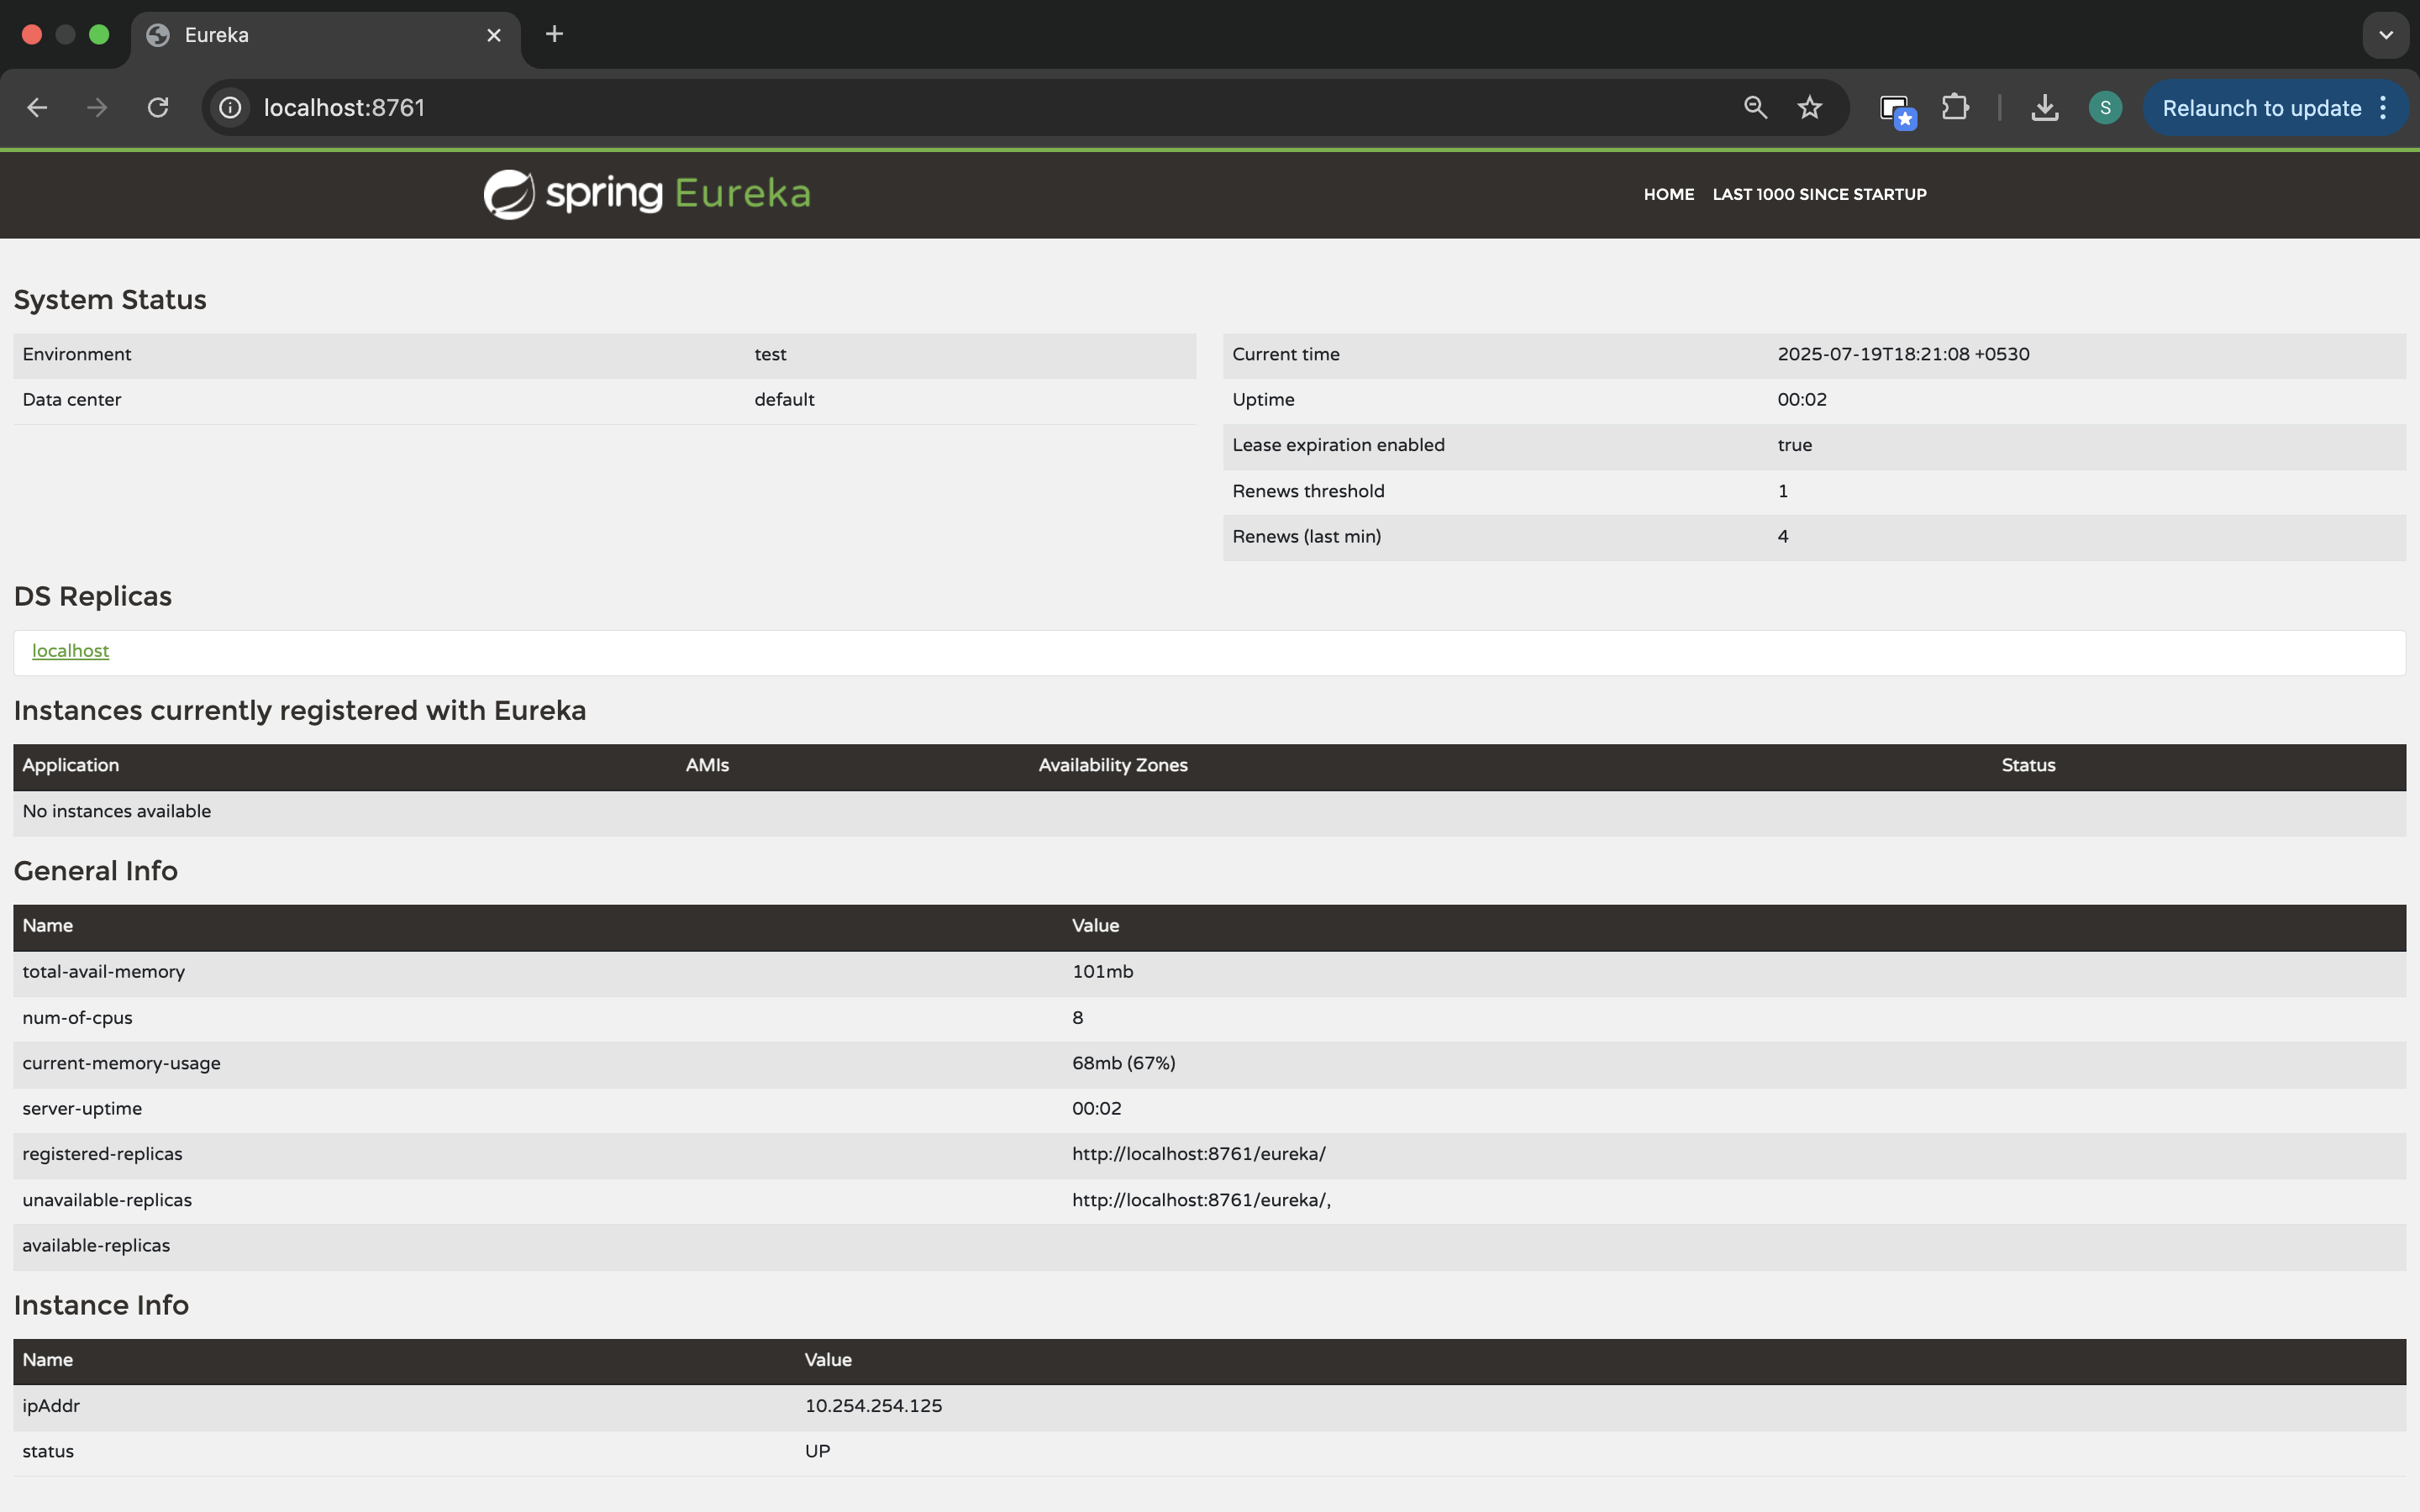 Eureka
localhost:8761
S
Relaunch to update
spring Eureka
HOME LAST 1000 SINCE STARTUP
System Status
Environment test
Data center default
Current time 2025-07-19T18:21:08 +0530
Uptime 00:02
Lease expiration enabled true
Renews threshold 1
Renews (last min) 4
DS Replicas
localhost
Instances currently registered with Eureka
Application AMIs Availability Zones Status
No instances available
General Info
Name Value
total-avail-memory 101mb
num-of-cpus 8
current-memory-usage 68mb (67%)
server-uptime 00:02
registered-replicas http://localhost:8761/eureka/
unavailable-replicas http://localhost:8761/eureka/,
available-replicas
Instance Info
Name Value
ipAddr 10.254.254.125
status UP